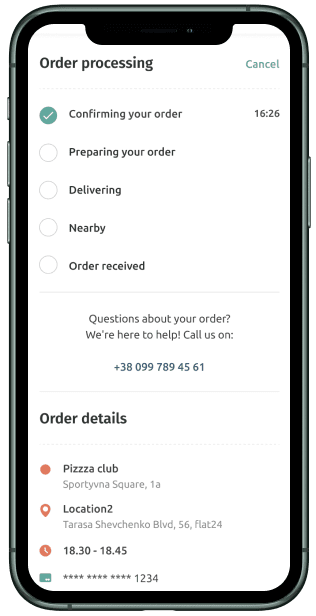 Order processing
Cancel
Confirming your order
16:26
Preparing your order
Delivering
Nearby
Order received
Questions about your order?
We're here to help! Call us on:
+38 099 789 45 61
Order details
Pizzza club
Sportyvna Square, 1a
Location2
Tarasa Shevchenko Blvd, 56, flat24
18.30 - 18.45
**** **** **** 1234